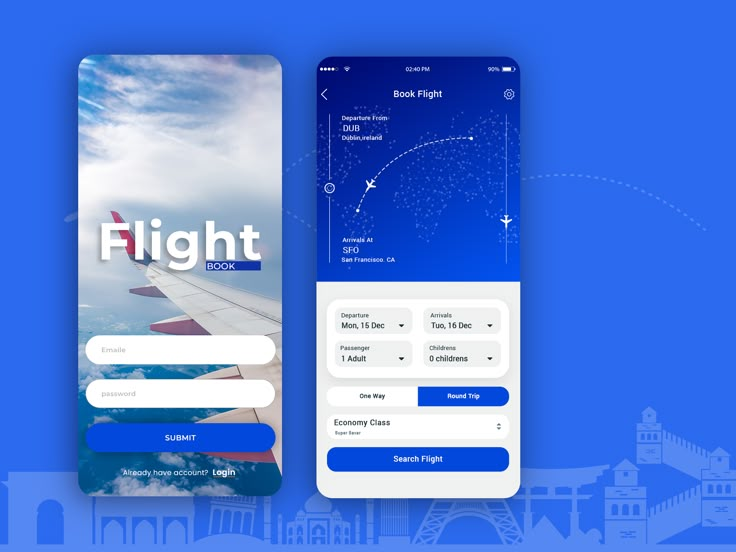 Flight
BOOK
Emaile
password
SUBMIT
Already have account? Login
02:40 PM
90%
Book Flight
Departure From
DUB
Dublin,ireland
Arrivals At
SFO
San Francisco. CA
Departure
Mon, 15 Dec
Arrivals
Tuo, 16 Dec
Passenger
1 Adult
Childrens
0 childrens
One Way
Round Trip
Economy Class
Super Saver
Search Flight